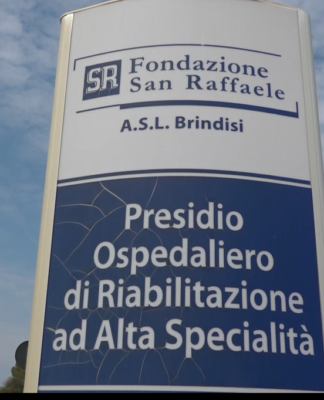 SR Fondazione
San Raffaele
A.S.L. Brindisi
Presidio
Ospedaliero
di Riabilitazione
ad Alta Specialità